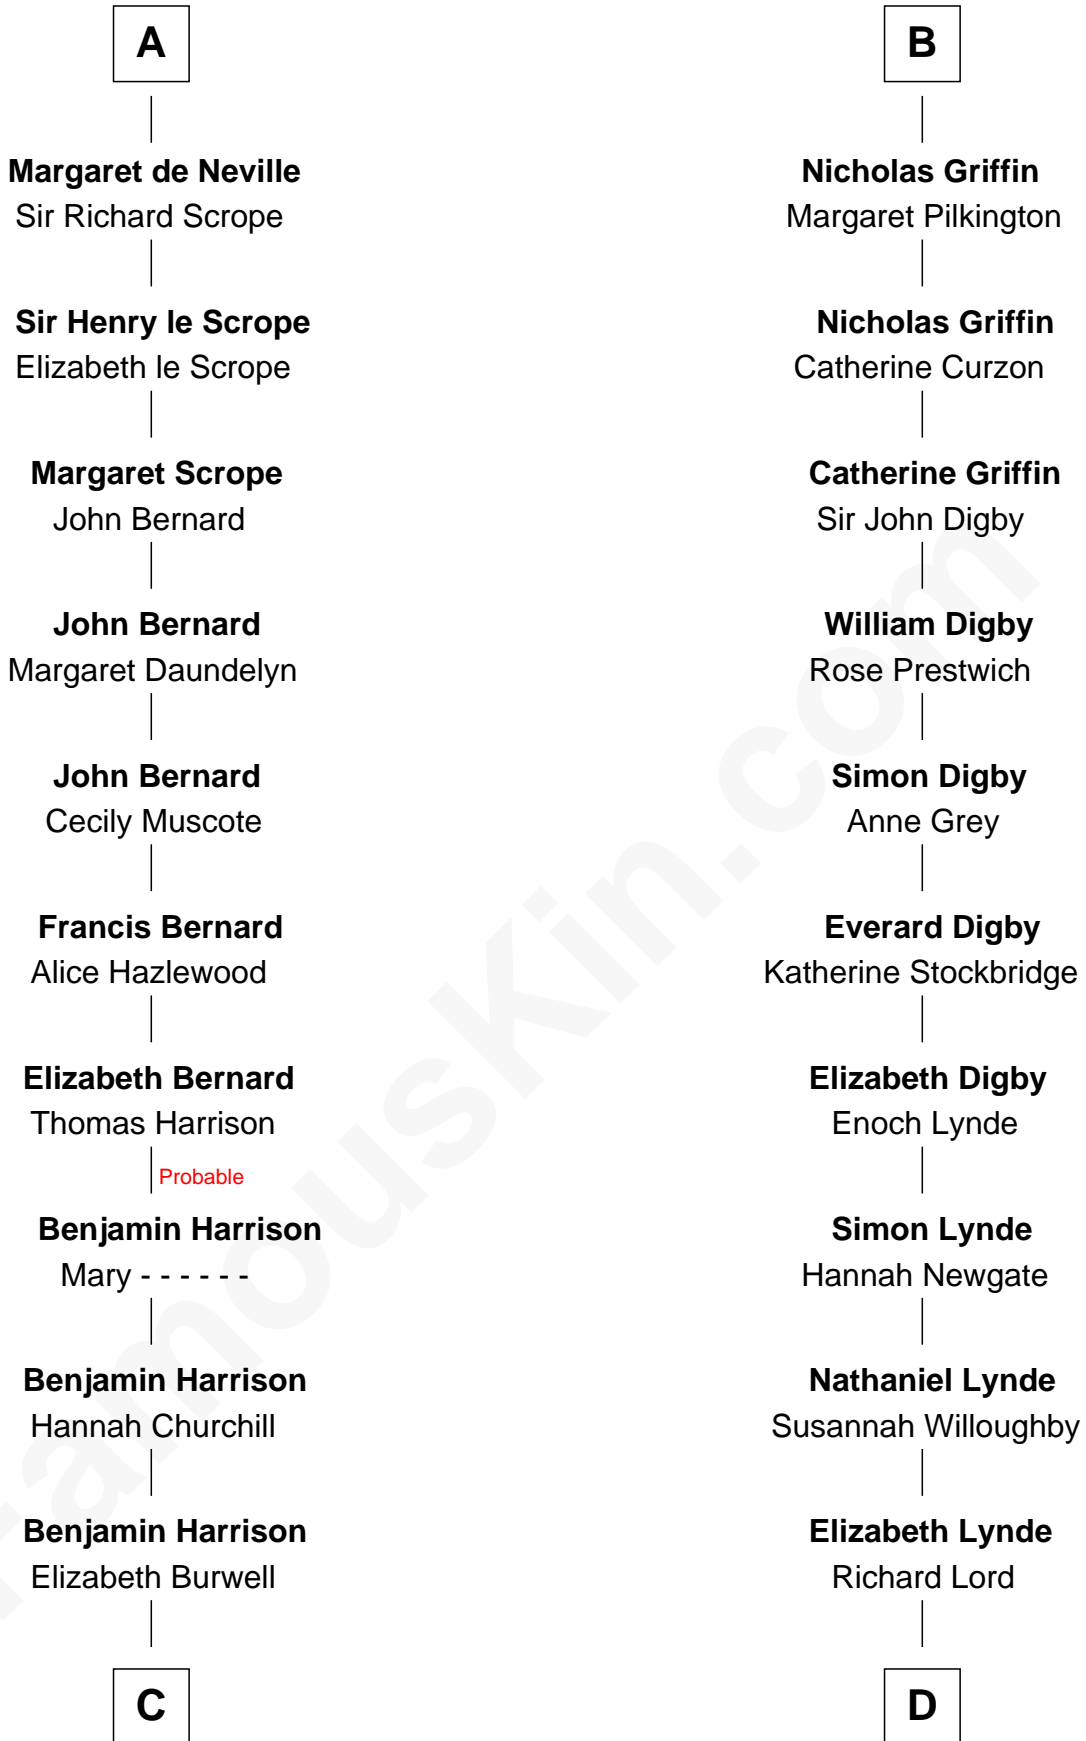 A
Margaret de Neville
Sir Richard Scrope
Sir Henry le Scrope
Elizabeth le Scrope
Margaret Scrope
John Bernard
John Bernard
Margaret Daundelyn
John Bernard
Cecily Muscote
Francis Bernard
Alice Hazlewood
Elizabeth Bernard
Thomas Harrison
Probable
Benjamin Harrison
Mary - - - - - -
Benjamin Harrison
Hannah Churchill
Benjamin Harrison
Elizabeth Burwell
C
B
Nicholas Griffin
Margaret Pilkington
Nicholas Griffin
Catherine Curzon
Catherine Griffin
Sir John Digby
William Digby
Rose Prestwich
Simon Digby
Anne Grey
Everard Digby
Katherine Stockbridge
Elizabeth Digby
Enoch Lynde
Simon Lynde
Hannah Newgate
Nathaniel Lynde
Susannah Willoughby
Elizabeth Lynde
Richard Lord
D
FamousKin.com